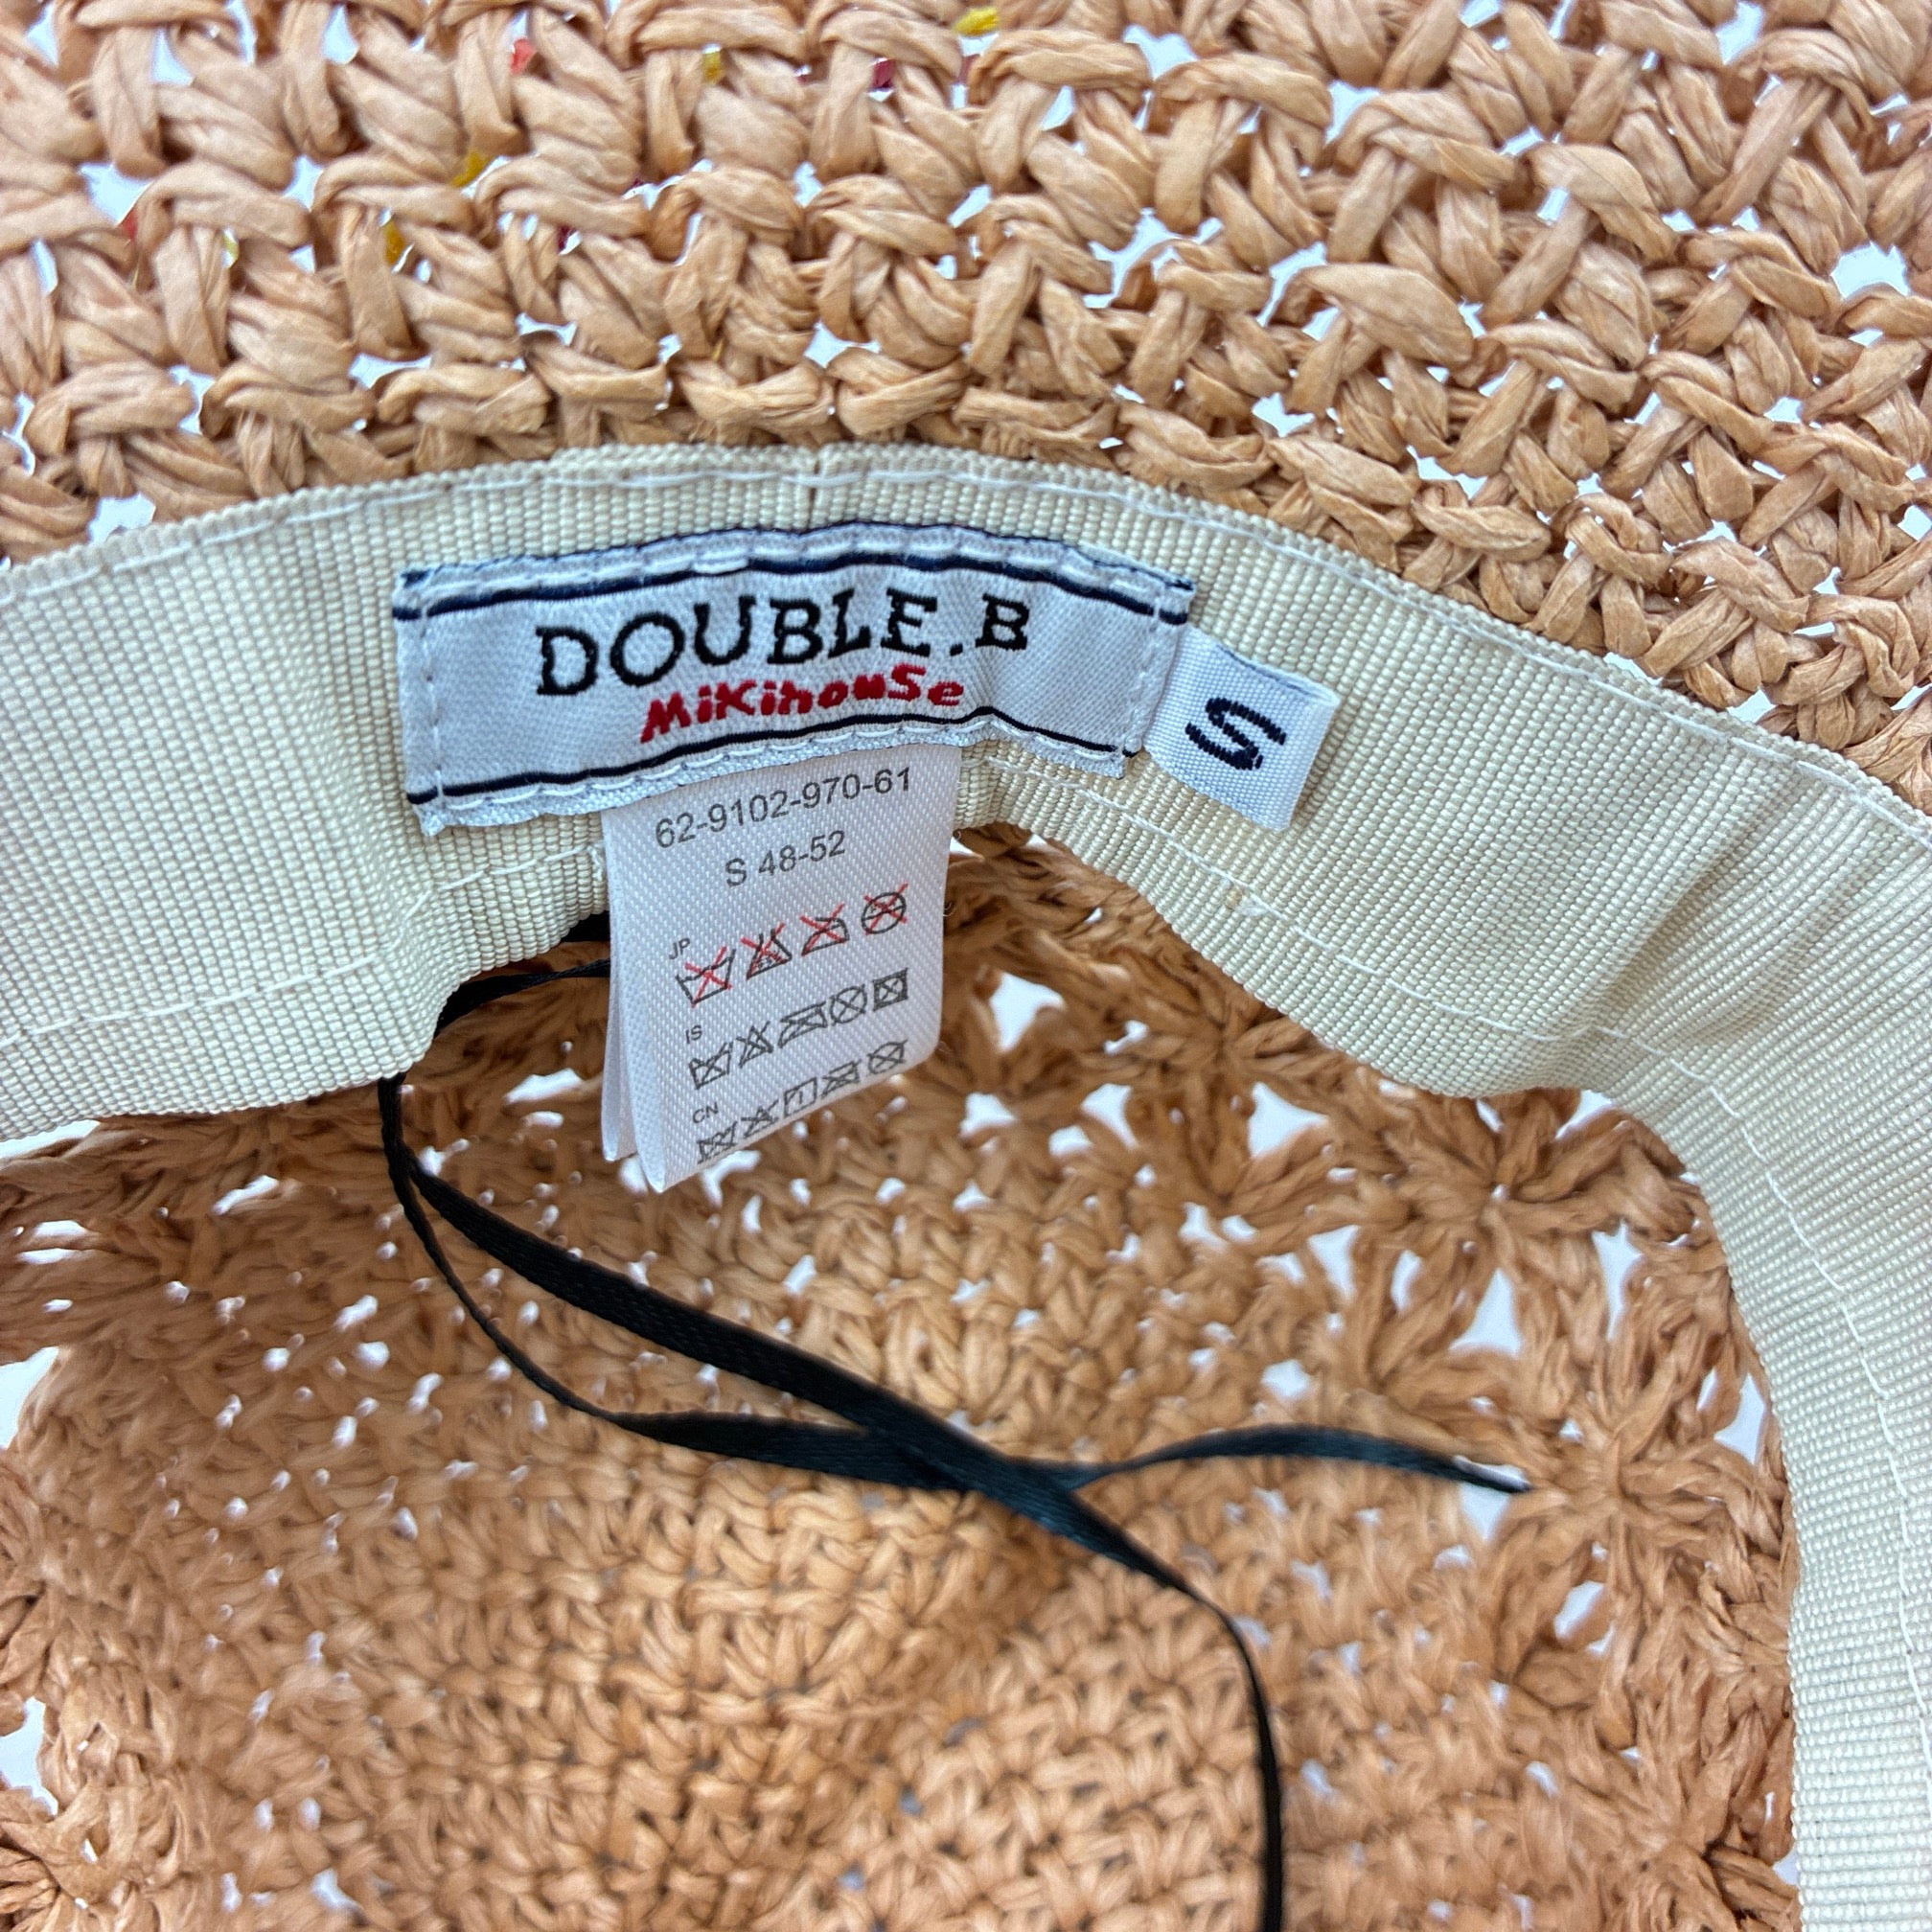 DOUBLE.B
MiKihouSe
S
62-9102-970-61
S 48-52
JP
IS
CN